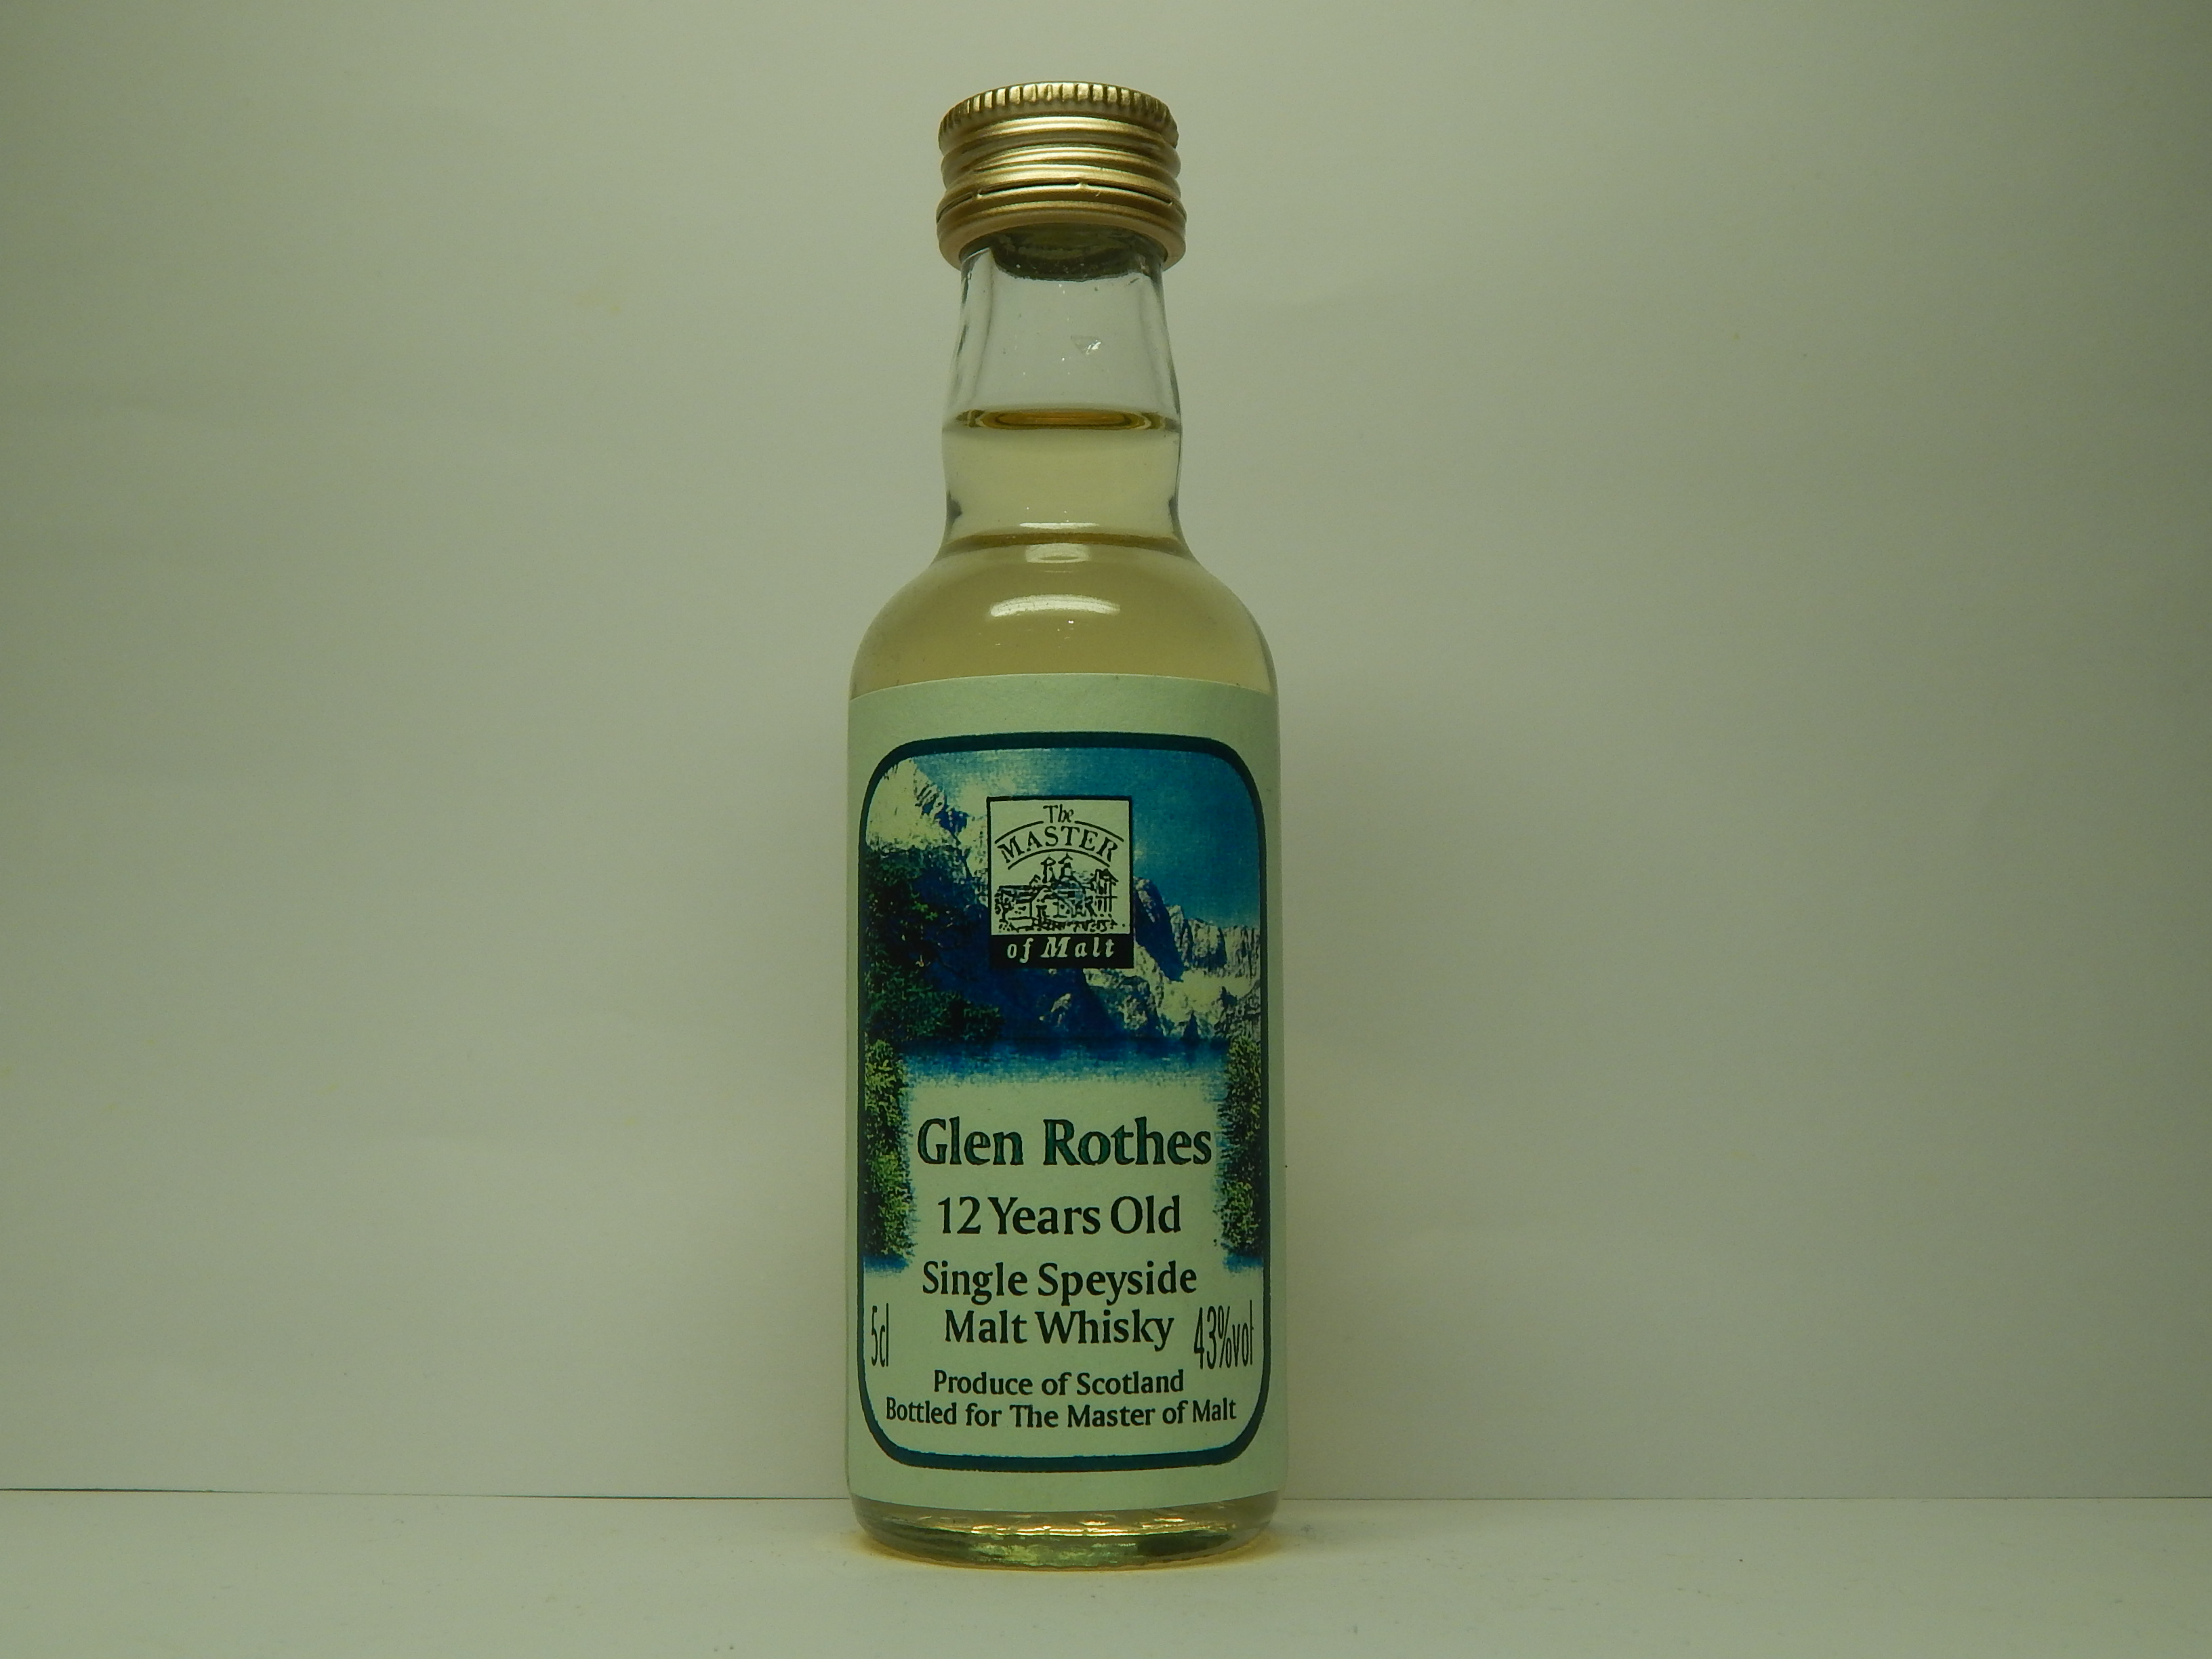 The
MASTER
of Malt
Glen Rothes
12 Years Old
Single Speyside
Malt Whisky
5cl
43%vol
Produce of Scotland
Bottled for The Master of Malt